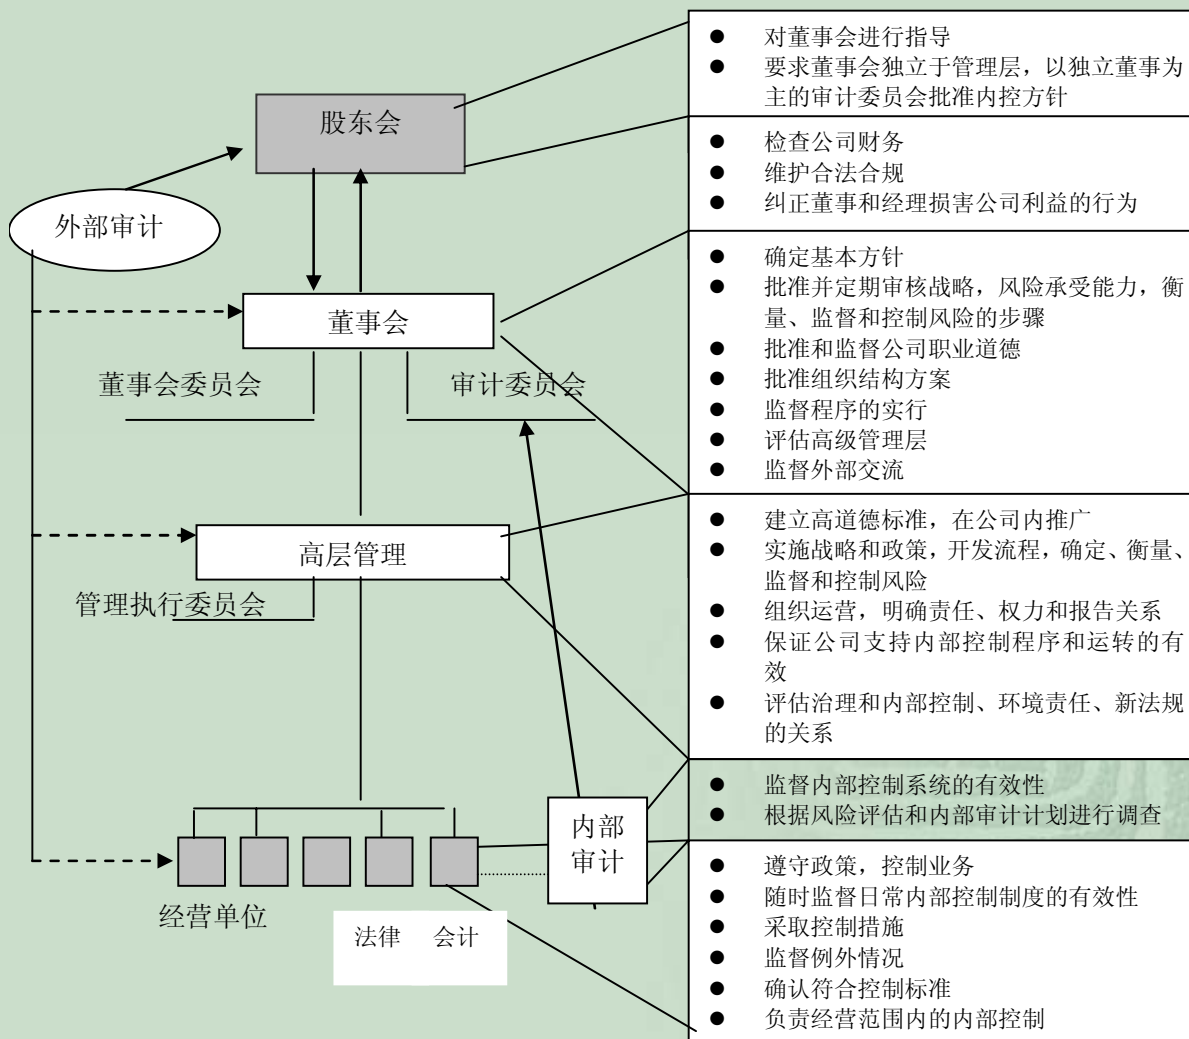 股东会
外部审计
董事会
董事会委员会
审计委员会
高层管理
管理执行委员会
内部
审计
经营单位
法律
会计
● 对董事会进行指导
● 要求董事会独立于管理层，以独立董事为
主的审计委员会批准内控方针
● 检查公司财务
● 维护合法合规
● 纠正董事和经理损害公司利益的行为
● 确定基本方针
● 批准并定期审核战略，风险承受能力，衡
量、监督和控制风险的步骤
● 批准和监督公司职业道德
● 批准组织结构方案
● 监督程序的实行
● 评估高级管理层
● 监督外部交流
● 建立高道德标准，在公司内推广
● 实施战略和政策，开发流程，确定、衡量、
监督和控制风险
● 组织运营，明确责任、权力和报告关系
● 保证公司支持内部控制程序和运转的有
效
● 评估治理和内部控制、环境责任、新法规
的关系
● 监督内部控制系统的有效性
● 根据风险评估和内部审计计划进行调查
● 遵守政策，控制业务
● 随时监督日常内部控制制度的有效性
● 采取控制措施
● 监督例外情况
● 确认符合控制标准
● 负责经营范围内的内部控制